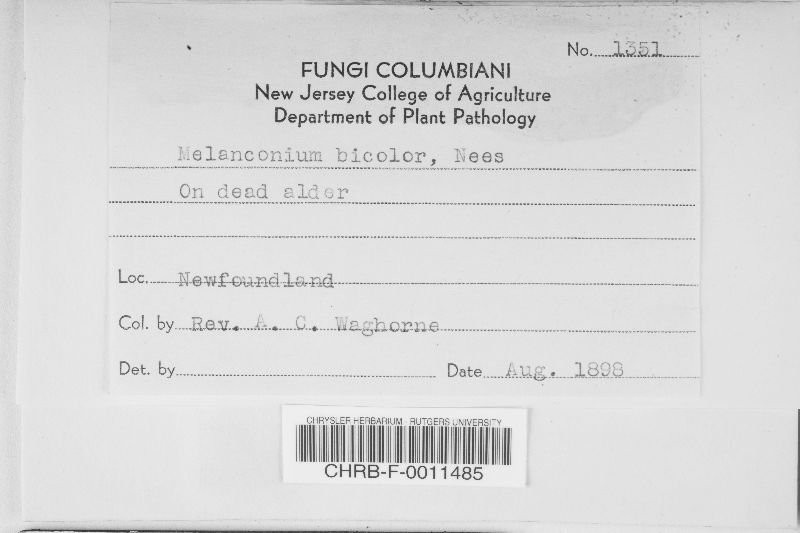 No. 1351
FUNGI COLUMBIANI
New Jersey College of Agriculture
Department of Plant Pathology
Melanconium bicolor, Nees
On dead alder
Loc. Newfoundland
Col. by Rev. A. C. Waghorne
Det. by
Date Aug. 1898
CHRYSLER HERBARIUM RUTGERS UNIVERSITY
CHRB-F-0011485